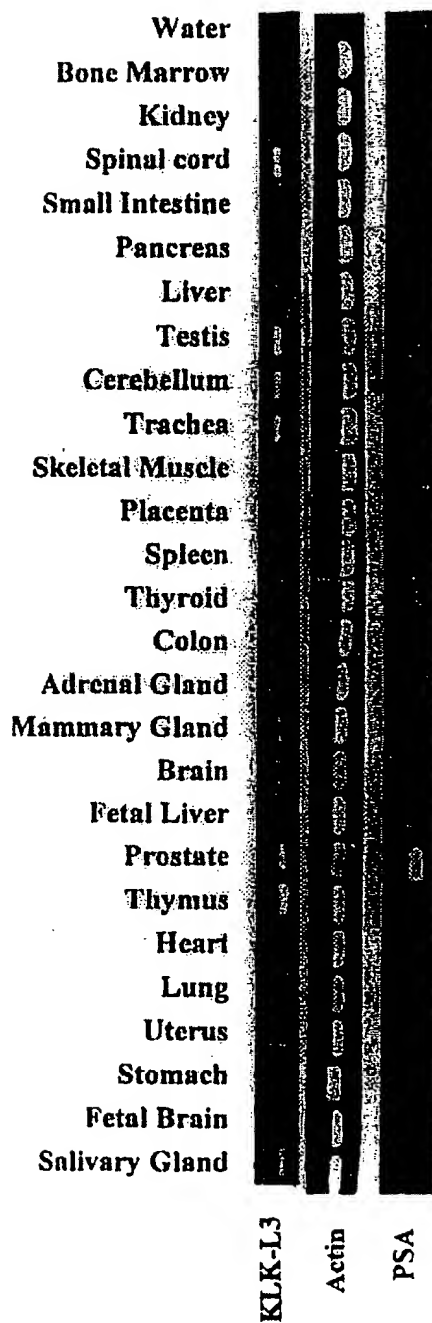 Water
Bone Marrow
Kidney
Spinal cord
Small Intestine
Pancreas
Liver
Testis
Cerebellum
Trachea
Skeletal Muscle
Placenta
Spleen
Thyroid
Colon
Adrenal Gland
Mammary Gland
Brain
Fetal Liver
Prostate
Thymus
Heart
Lung
Uterus
Stomach
Fetal Brain
Salivary Gland
KLK-L3
Actin
PSA